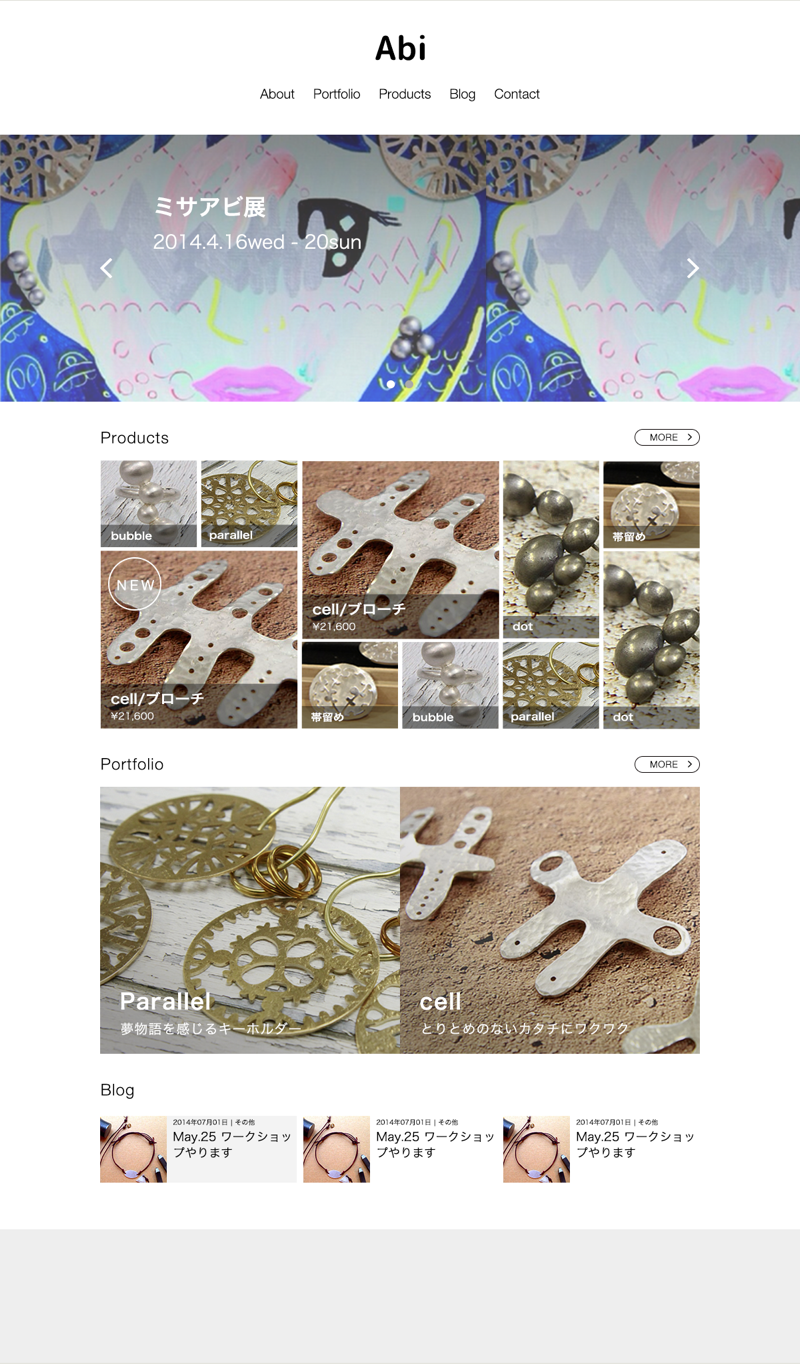 Abi
About Portfolio Products Blog Contact
ミサアビ展
2014.4.16wed - 20sun
Products
MORE
bubble
parallel
NEW
cell/ブローチ
¥21,600
cell/ブローチ
¥21,600
帯留め
bubble
dot
parallel
帯留め
dot
Portfolio
MORE
Parallel
夢物語を感じるキーホルダー
cell
とりとめのないカタチにワクワク
Blog
2014年07月01日 | その他
May.25 ワークショッ
プやります
2014年07月01日 | その他
May.25 ワークショッ
プやります
2014年07月01日 | その他
May.25 ワークショッ
プやります